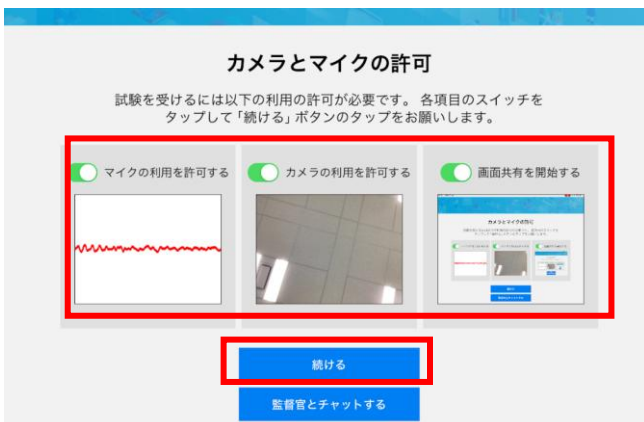 カメラとマイクの許可
試験を受けるには以下の利用の許可が必要です。 各項目のスイッチを
タップして「続ける」ボタンのタップをお願いします。
マイクの利用を許可する
カメラの利用を許可する
画面共有を開始する
カメラとマイクの許可
続ける
監督官とチャットする